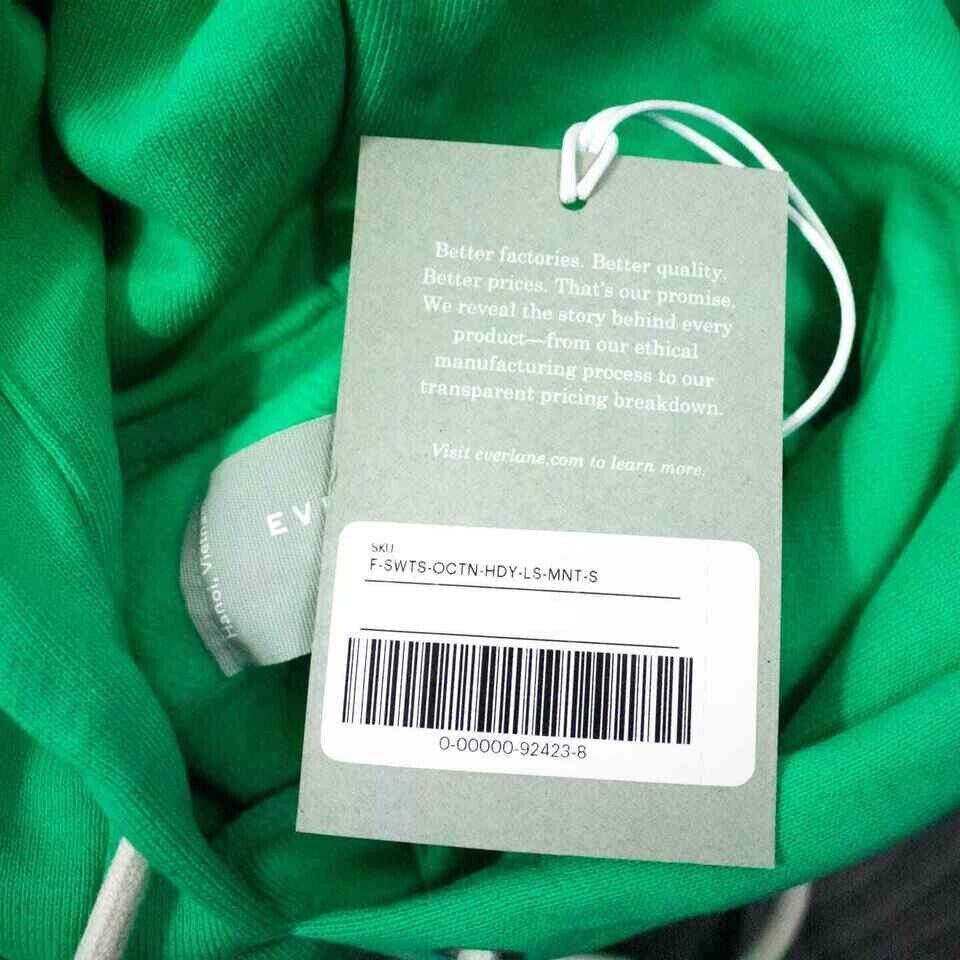 Better factories. Better quality.
Better prices. That's our promise.
We reveal the story behind every
product—from our ethical
manufacturing process to our
transparent pricing breakdown.
Visit everlane.com to learn more.
EV
Hanoi, Vietna
SKU
F-SWTS-OCTN-HDY-LS-MNT-S
0-00000-92423-8